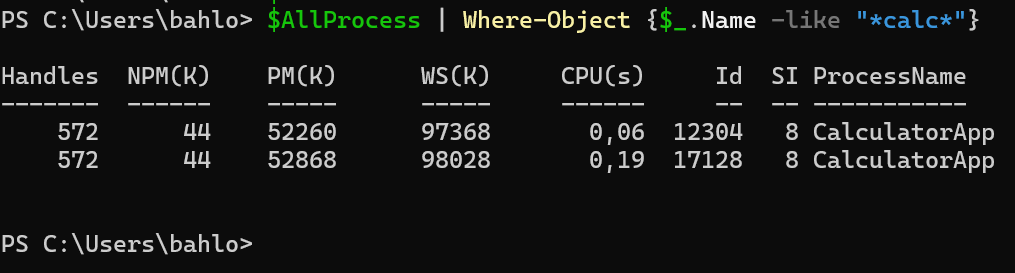 PS C:\Users\bahlo> $AllProcess | Where-Object {$_.Name -like "*calc*"}
Handles  NPM(K)    PM(K)      WS(K)     CPU(s)     Id  SI ProcessName
-------  ------    -----      -----     ------     --  -- -----------
    572      44    52260      97368       0,06  12304   8 CalculatorApp
    572      44    52868      98028       0,19  17128   8 CalculatorApp
PS C:\Users\bahlo>